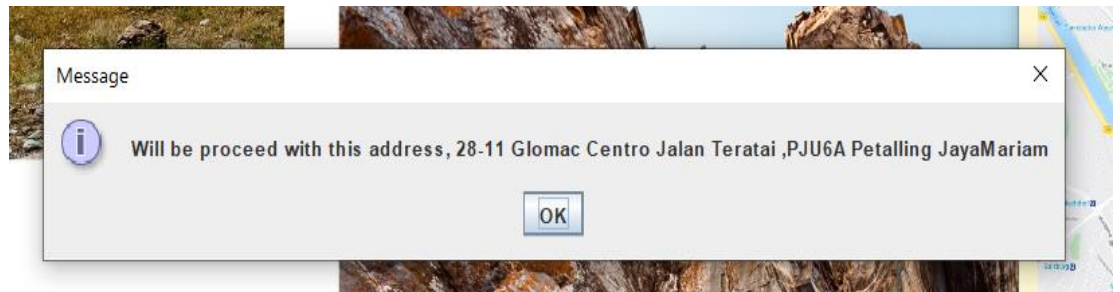 Message
Will be proceed with this address, 28-11 Glomac Centro Jalan Teratai ,PJU6A Petalling JayaMariam
OK